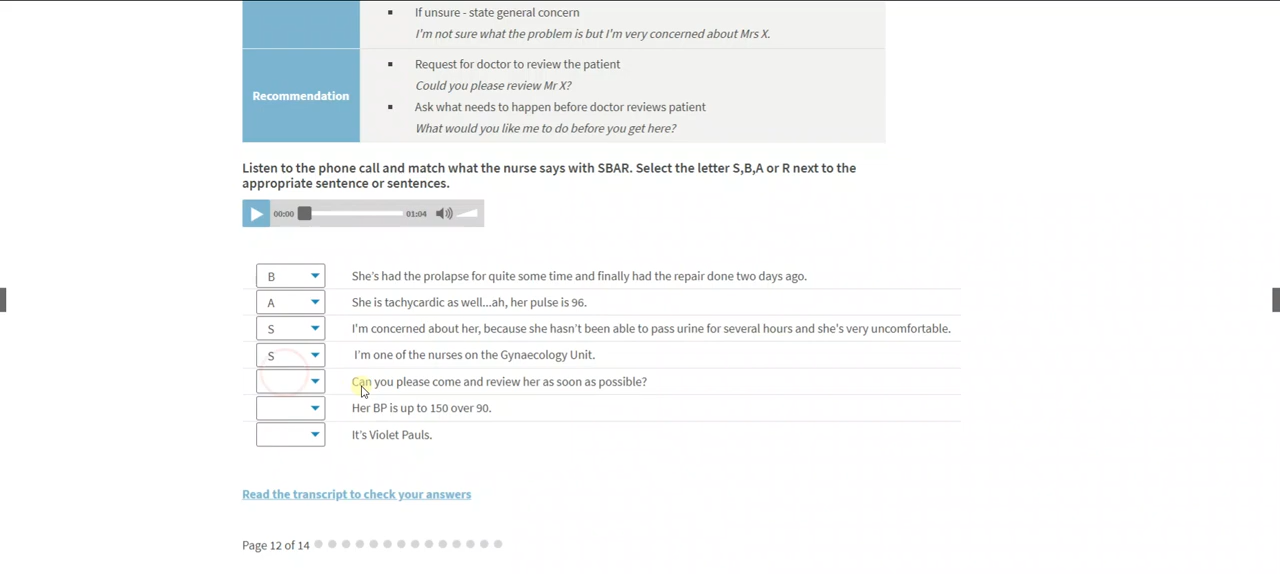 If unsure - state general concern
I'm not sure what the problem is but I'm very concerned about Mrs X.
Recommendation
Request for doctor to review the patient
Could you please review Mr X?
Ask what needs to happen before doctor reviews patient
What would you like me to do before you get here?
Listen to the phone call and match what the nurse says with SBAR. Select the letter S,B,A or R next to the
appropriate sentence or sentences.
00:00 01:04
B She's had the prolapse for quite some time and finally had the repair done two days ago.
A She is tachycardic as well...ah, her pulse is 96.
S I'm concerned about her, because she hasn't been able to pass urine for several hours and she's very uncomfortable.
S I'm one of the nurses on the Gynaecology Unit.
Can you please come and review her as soon as possible?
Her BP is up to 150 over 90.
It's Violet Pauls.
Read the transcript to check your answers
Page 12 of 14